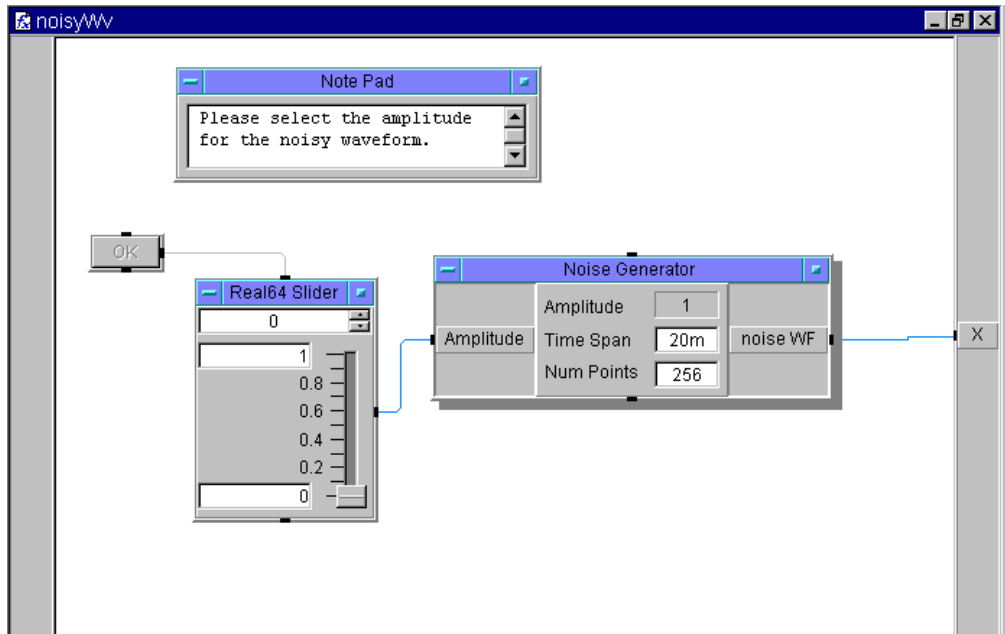 noisyWv
Note Pad
Please select the amplitude
for the noisy waveform.
OK
Real64 Slider
0
1
0.8
0.6
0.4
0.2
0
Noise Generator
Amplitude
Amplitude 1
Time Span 20m
Num Points 256
noise WF
X